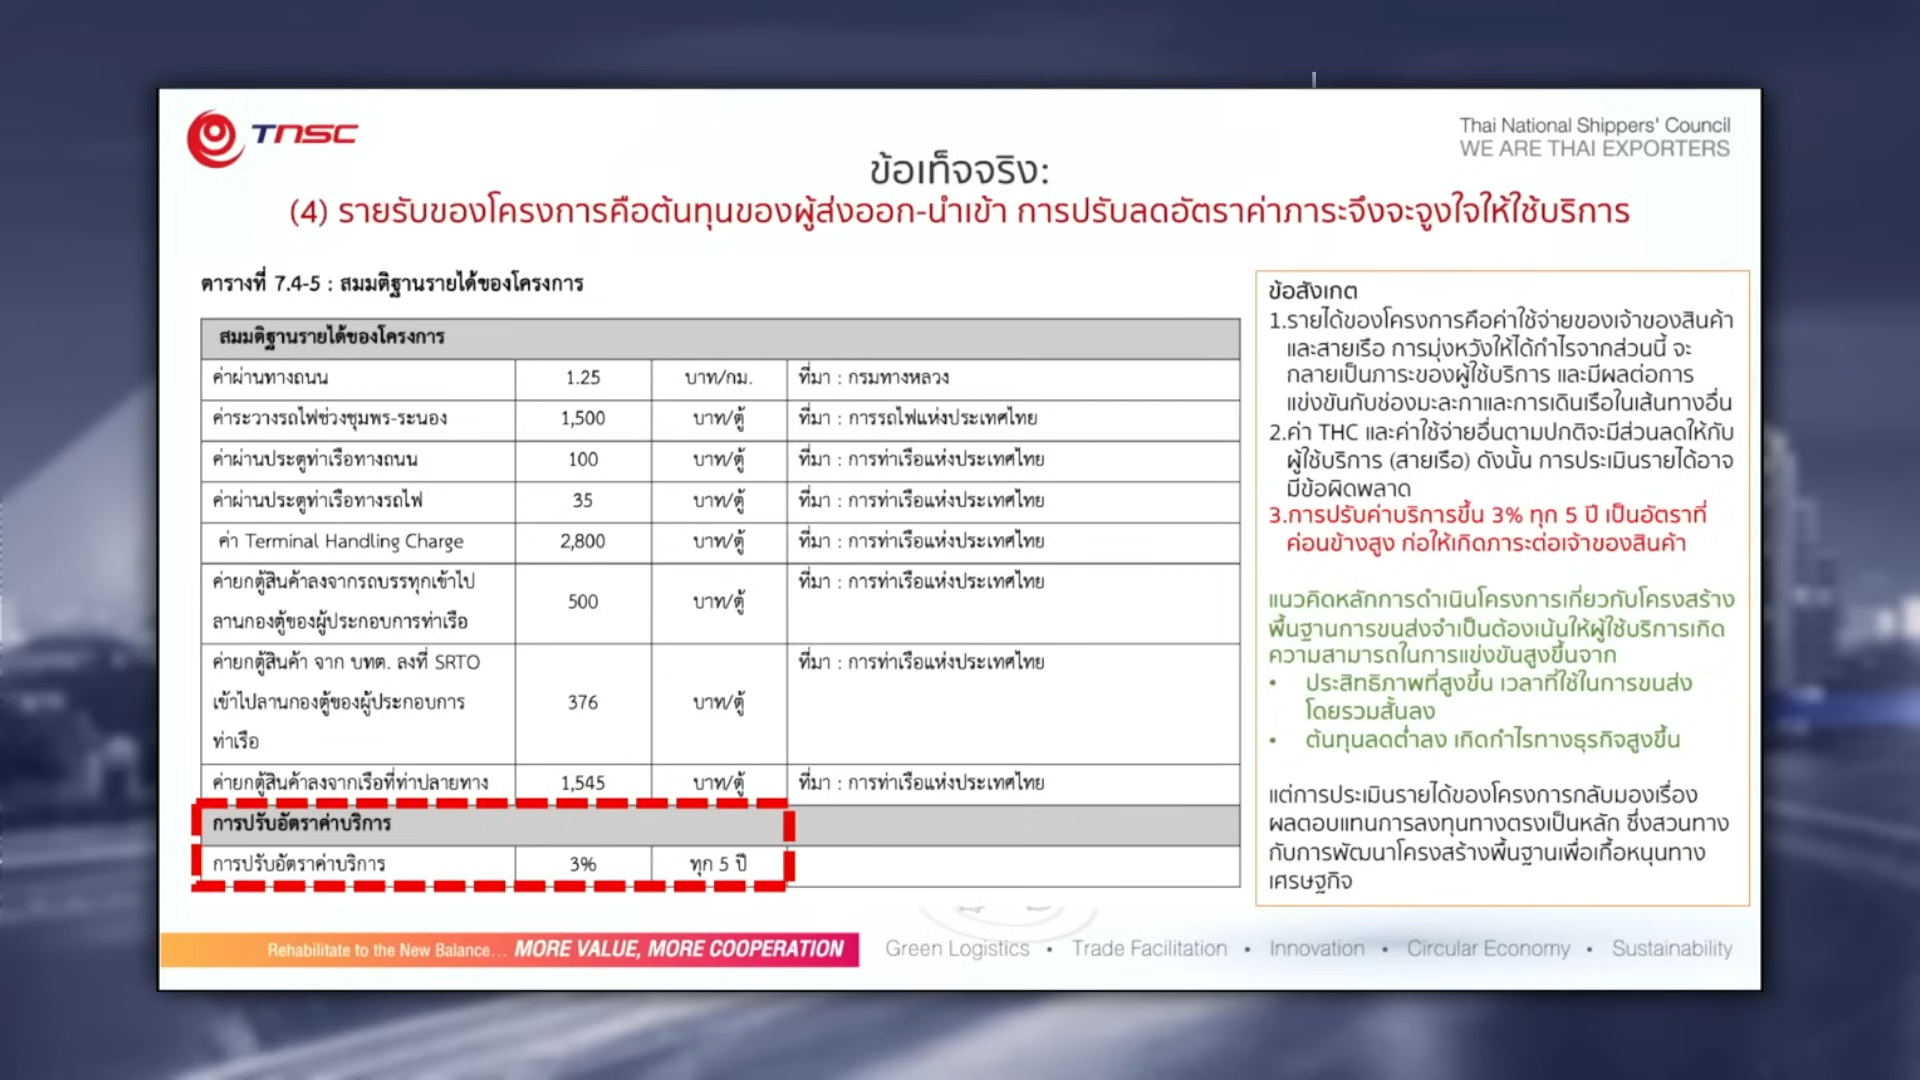 TNSC
Thai National Shippers' Council
WE ARE THAI EXPORTERS
ข้อเท็จจริง:
(4) รายรับของโครงการคือต้นทุนของผู้ส่งออก-นำเข้า การปรับลดอัตราค่าภาระจึงจะจูงใจให้ใช้บริการ
ตารางที่ 7.4-5 : สมมติฐานรายได้ของโครงการ
สมมติฐานรายได้ของโครงการ
ค่าผ่านทางถนน 1.25 บาท/กม. ที่มา : กรมทางหลวง
ค่าระวางรถไฟช่วงชุมพร-ระนอง 1,500 บาท/ตู้ ที่มา : การรถไฟแห่งประเทศไทย
ค่าผ่านประตูท่าเรือทางถนน 100 บาท/ตู้ ที่มา : การท่าเรือแห่งประเทศไทย
ค่าผ่านประตูท่าเรือทางรถไฟ 35 บาท/ตู้ ที่มา : การท่าเรือแห่งประเทศไทย
ค่า Terminal Handling Charge 2,800 บาท/ตู้ ที่มา : การท่าเรือแห่งประเทศไทย
ค่ายกตู้สินค้าลงจากรถบรรทุกเข้าไป
ลานกองตู้ของผู้ประกอบการท่าเรือ
500 บาท/ตู้ ที่มา : การท่าเรือแห่งประเทศไทย
ค่ายกตู้สินค้า จาก บทต. ลงที่ SRTO
เข้าไปลานกองตู้ของผู้ประกอบการ
ท่าเรือ
376 บาท/ตู้ ที่มา : การท่าเรือแห่งประเทศไทย
ค่ายกตู้สินค้าลงจากเรือที่ท่าปลายทาง 1,545 บาท/ตู้ ที่มา : การท่าเรือแห่งประเทศไทย
การปรับอัตราค่าบริการ
การปรับอัตราค่าบริการ 3% ทุก 5 ปี
ข้อสังเกต
1.รายได้ของโครงการคือค่าใช้จ่ายของเจ้าของสินค้า
และสายเรือ การมุ่งหวังให้ได้กำไรจากส่วนนี้ จะ
กลายเป็นภาระของผู้ใช้บริการ และมีผลต่อการ
แข่งขันกับช่องมะละกาและการเดินเรือในเส้นทางอื่น
2.ค่า THC และค่าใช้จ่ายอื่นตามปกติจะมีส่วนลดให้กับ
ผู้ใช้บริการ (สายเรือ) ดังนั้น การประเมินรายได้อาจ
มีข้อผิดพลาด
3.การปรับค่าบริการขึ้น 3% ทุก 5 ปี เป็นอัตราที่
ค่อนข้างสูง ก่อให้เกิดภาระต่อเจ้าของสินค้า
แนวคิดหลักการดำเนินโครงการเกี่ยวกับโครงสร้าง
พื้นฐานการขนส่งจำเป็นต้องเน้นให้ผู้ใช้บริการเกิด
ความสามารถในการแข่งขันสูงขึ้นจาก
• ประสิทธิภาพที่สูงขึ้น เวลาที่ใช้ในการขนส่ง
โดยรวมสั้นลง
• ต้นทุนลดต่ำลง เกิดกำไรทางธุรกิจสูงขึ้น
แต่การประเมินรายได้ของโครงการกลับมองเรื่อง
ผลตอบแทนการลงทุนทางตรงเป็นหลัก ซึ่งสวนทาง
กับการพัฒนาโครงสร้างพื้นฐานเพื่อเกื้อหนุนทาง
เศรษฐกิจ
Rehabilitate to the New Balance... MORE VALUE, MORE COOPERATION
Green Logistics • Trade Facilitation • Innovation • Circular Economy • Sustainability